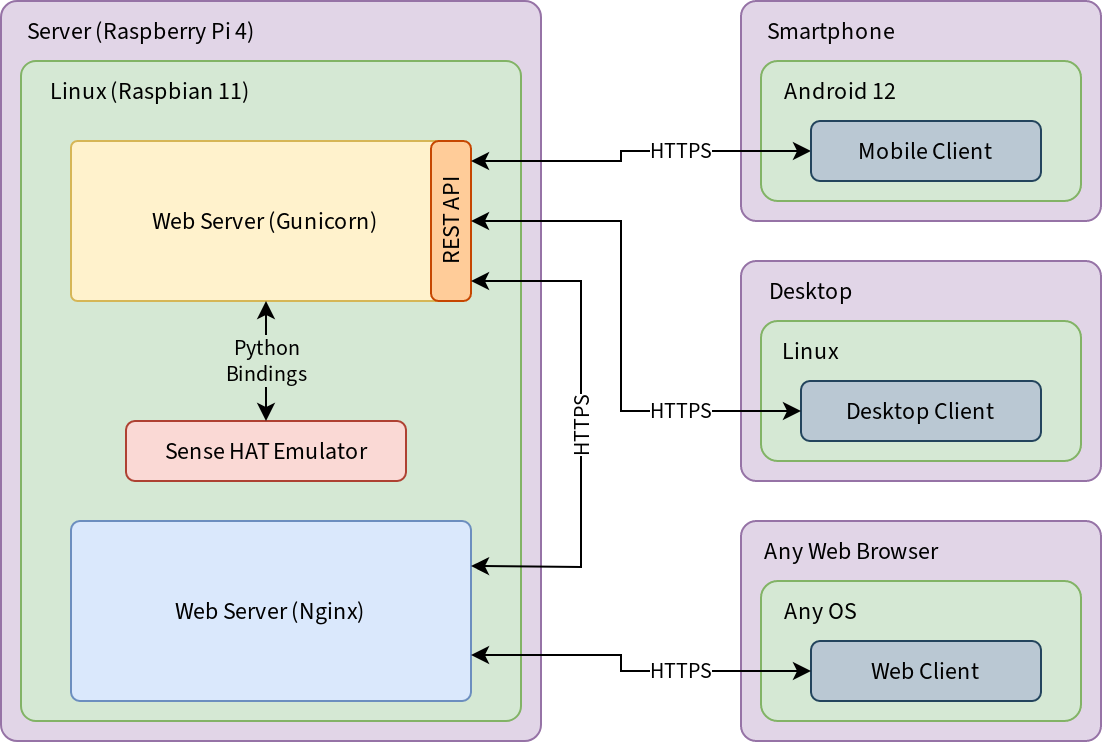 Server (Raspberry Pi 4)
Linux (Raspbian 11)
Web Server (Gunicorn)
REST API
Python
Bindings
Sense HAT Emulator
Web Server (Nginx)
HTTPS
HTTPS
HTTPS
HTTPS
Smartphone
Android 12
Mobile Client
Desktop
Linux
Desktop Client
Any Web Browser
Any OS
Web Client